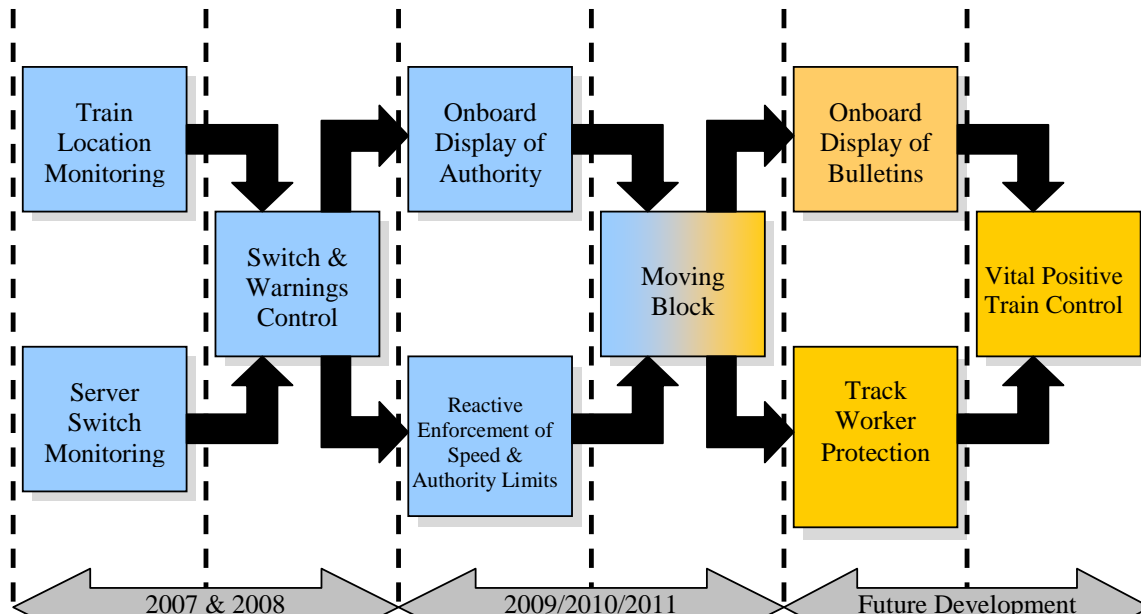 Train
Location
Monitoring
Server
Switch
Monitoring
Switch &
Warnings
Control
Onboard
Display of
Authority
Reactive
Enforcement of
Speed &
Authority Limits
Moving
Block
Onboard
Display of
Bulletins
Track
Worker
Protection
Vital Positive
Train Control
2007 & 2008
2009/2010/2011
Future Development